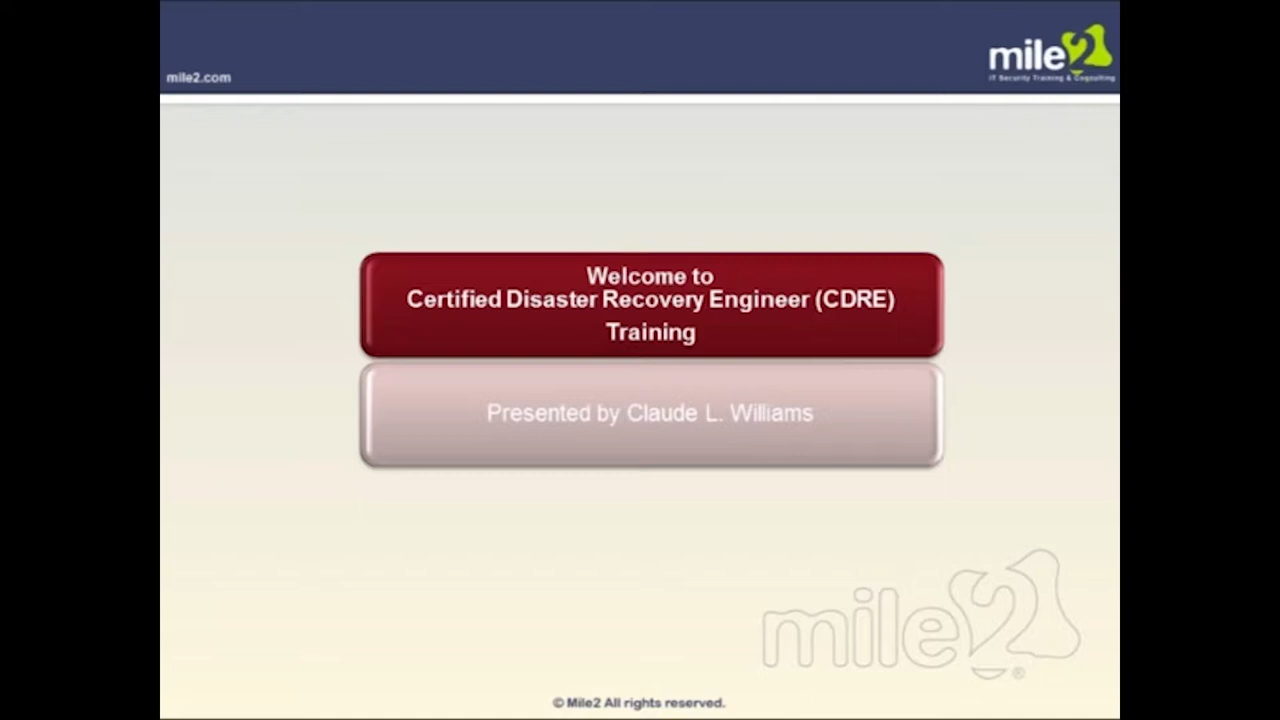 mile2
IT Security Training & Consulting
mile2.com
Welcome to
Certified Disaster Recovery Engineer (CDRE)
Training
Presented by Claude L. Williams
mile2®
© Mile2 All rights reserved.